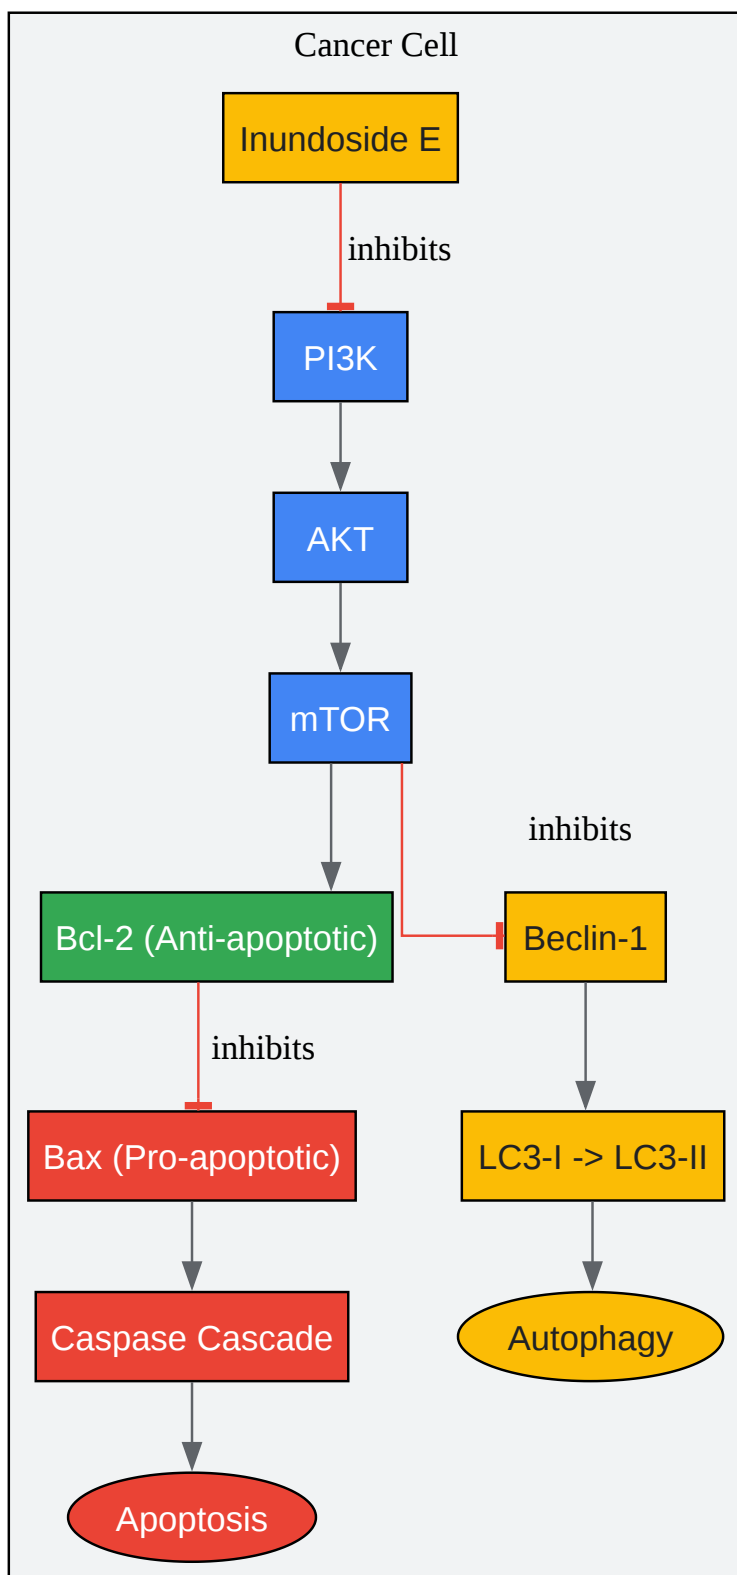 Cancer Cell
Inundoside E
inhibits
PI3K
AKT
mTOR
inhibits
Bcl-2 (Anti-apoptotic)
Beclin-1
inhibits
Bax (Pro-apoptotic)
LC3-I -> LC3-II
Caspase Cascade
Autophagy
Apoptosis